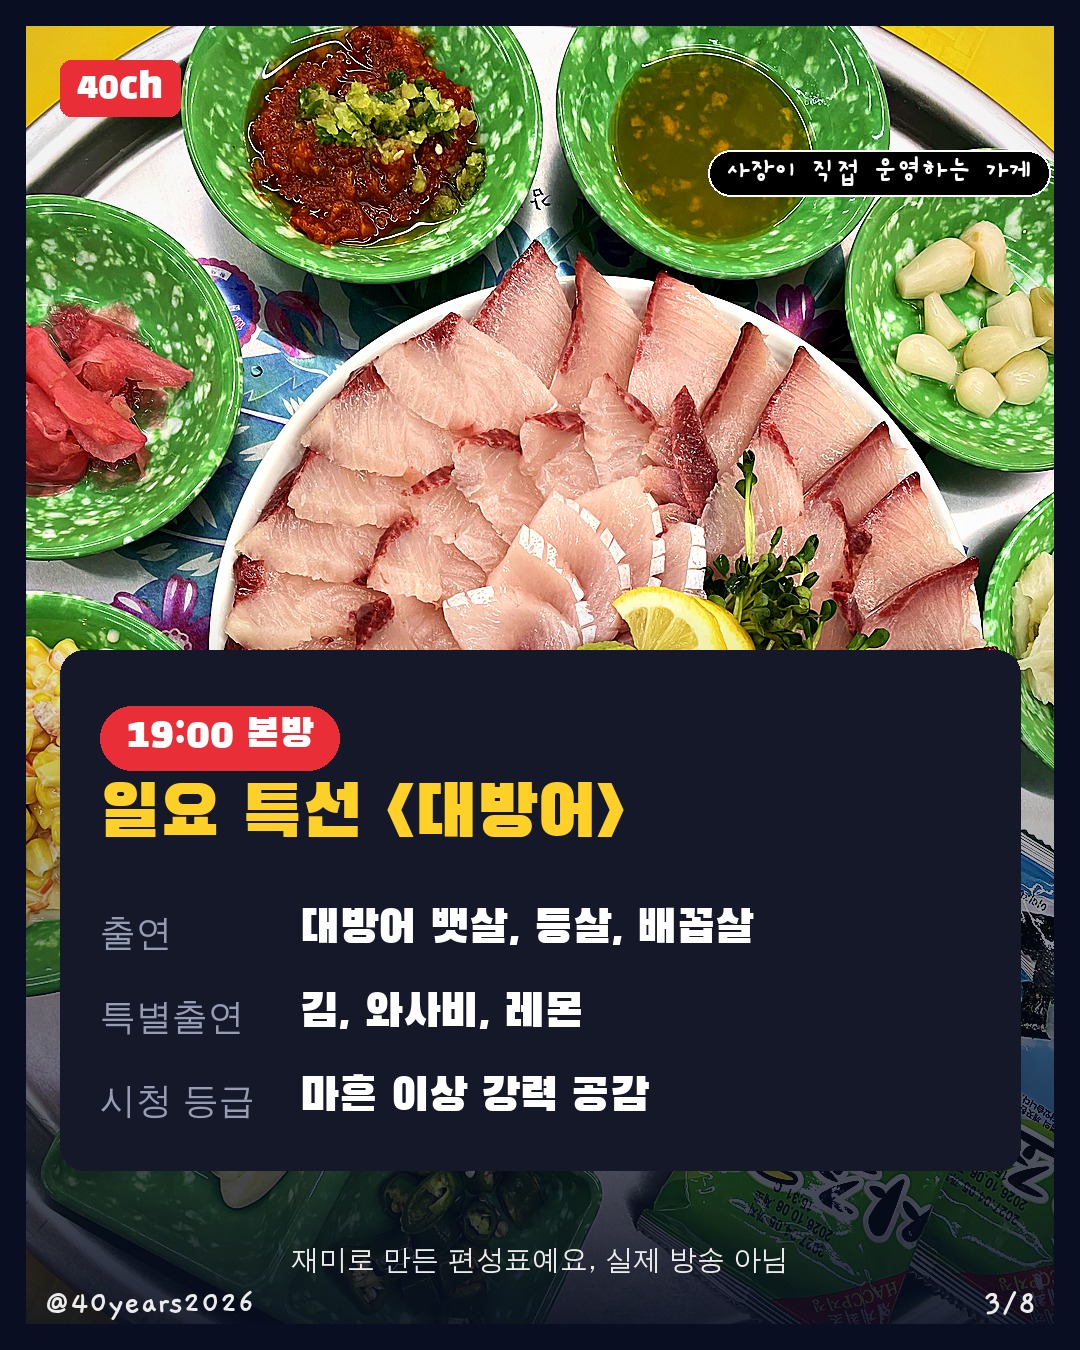 40ch
사장이 직접 운영하는 가게
19:00 본방
일요 특선 <대방어>
출연 대방어 뱃살, 등살, 배꼽살
특별출연 김, 와사비, 레몬
시청 등급 마흔 이상 강력 공감
재미로 만든 편성표예요, 실제 방송 아님
@40years2026
3/8